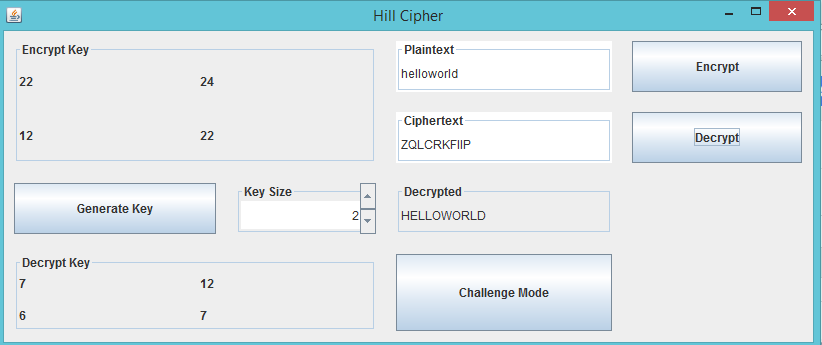 Hill Cipher
Encrypt Key
22 24
12 22
Plaintext
helloworld
Encrypt
Ciphertext
ZQLCRKFIIP
Decrypt
Generate Key
Key Size
2
Decrypted
HELLOWORLD
Decrypt Key
7 12
6 7
Challenge Mode